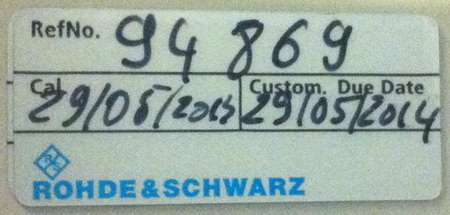 RefNo. 94 869
Cal Custom. Due Date
29/05/2013 29/05/2014
R/S
ROHDE&SCHWARZ